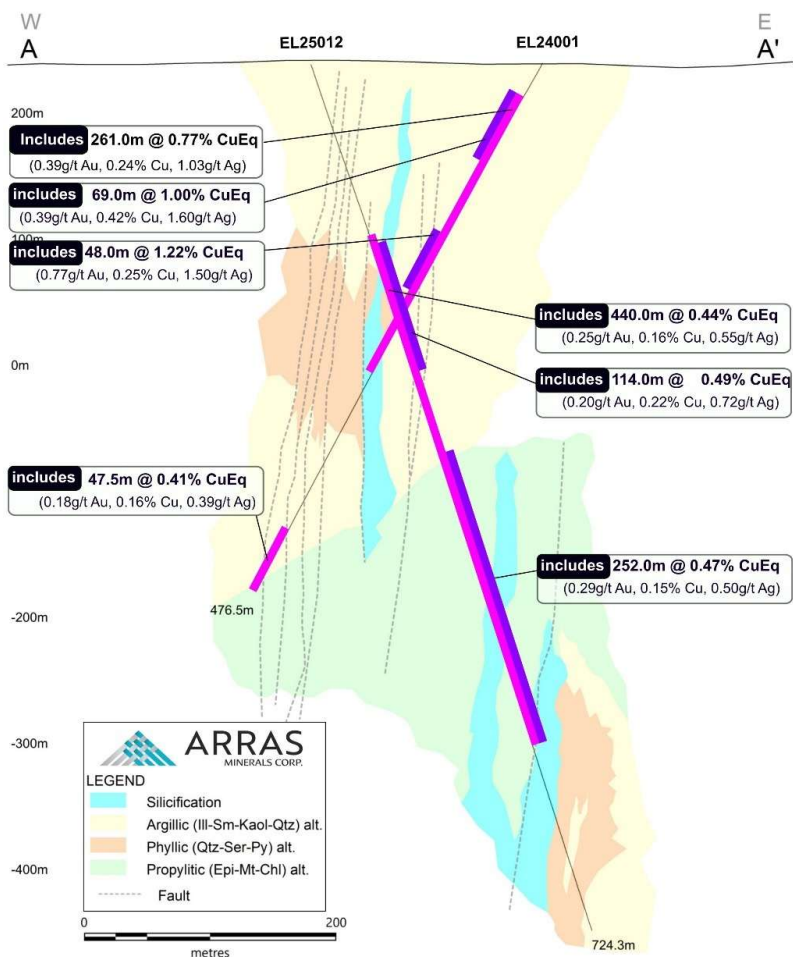 W
E
A
EL25012
EL24001
A'
200m
Includes 261.0m @ 0.77% CuEq
(0.39g/t Au, 0.24% Cu, 1.03g/t Ag)
includes 69.0m @ 1.00% CuEq
(0.39g/t Au, 0.42% Cu, 1.60g/t Ag)
100m
includes 48.0m @ 1.22% CuEq
(0.77g/t Au, 0.25% Cu, 1.50g/t Ag)
includes 440.0m @ 0.44% CuEq
(0.25g/t Au, 0.16% Cu, 0.55g/t Ag)
0m
includes 114.0m @ 0.49% CuEq
(0.20g/t Au, 0.22% Cu, 0.72g/t Ag)
includes 47.5m @ 0.41% CuEq
(0.18g/t Au, 0.16% Cu, 0.39g/t Ag)
includes 252.0m @ 0.47% CuEq
(0.29g/t Au, 0.15% Cu, 0.50g/t Ag)
476.5m
-200m
-300m
ARRAS
MINERALS CORP.
LEGEND
Silicification
Argillic (Ill-Sm-Kaol-Qtz) alt.
Phyllic (Qtz-Ser-Py) alt.
Propylitic (Epi-Mt-Chl) alt.
Fault
-400m
0
200
metres
724.3m